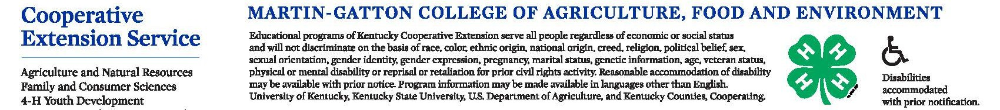 Cooperative
Extension Service
Agriculture and Natural Resources
Family and Consumer Sciences
4-H Youth Development
MARTIN-GATTON COLLEGE OF AGRICULTURE, FOOD AND ENVIRONMENT
Educational programs of Kentucky Cooperative Extension serve all people regardless of economic or social status
and will not discriminate on the basis of race, color, ethnic origin, national origin, creed, religion, political belief, sex,
sexual orientation, gender identity, gender expression, pregnancy, marital status, genetic information, age, veteran status,
physical or mental disability or reprisal or retaliation for prior civil rights activity. Reasonable accommodation of disability
may be available with prior notice. Program information may be made available in languages other than English.
University of Kentucky, Kentucky State University, U.S. Department of Agriculture, and Kentucky Counties, Cooperating.
H H
H H
Disabilities
accommodated
with prior notification.